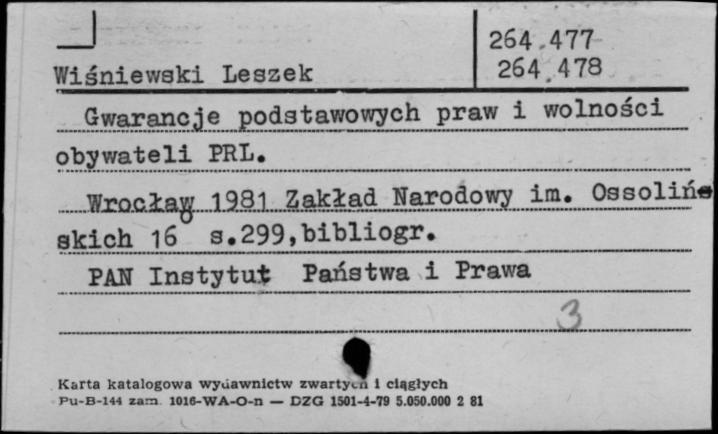 264.477
Wiśniewski Leszek 264.478
Gwarancje podstawowych praw i wolności
obywateli PRL.
Wrocław 1981 Zakład Narodowy im. Ossoliń-
skich 16° s.299,bibliogr.
PAN Instytut Państwa i Prawa
3
Karta katalogowa wydawnictw zwartych i ciągłych
Pu-B-144 zam. 1016-WA-O-n — DZG 1501-4-79 5.050.000 2 81